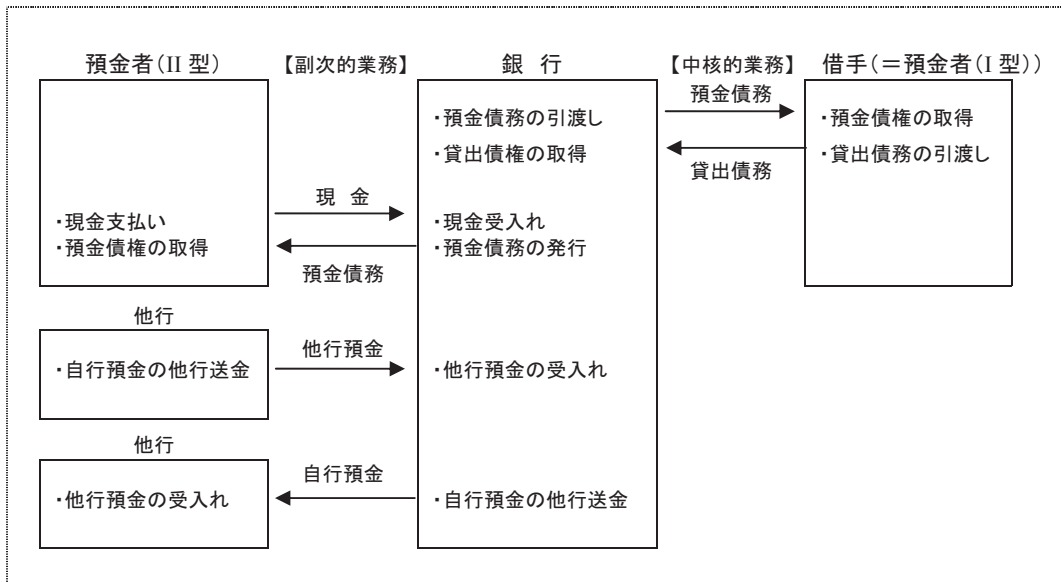 預金者(II 型) 【副次的業務】 銀 行 【中核的業務】 借手(=預金者(I 型))
預金債務
・預金債務の引渡し ・預金債権の取得
・貸出債権の取得 ・貸出債務の引渡し
貸出債務
現 金
・現金支払い ・現金受入れ
・預金債権の取得 ・預金債務の発行
預金債務
他行
他行預金
・自行預金の他行送金 ・他行預金の受入れ
他行
自行預金
・他行預金の受入れ ・自行預金の他行送金